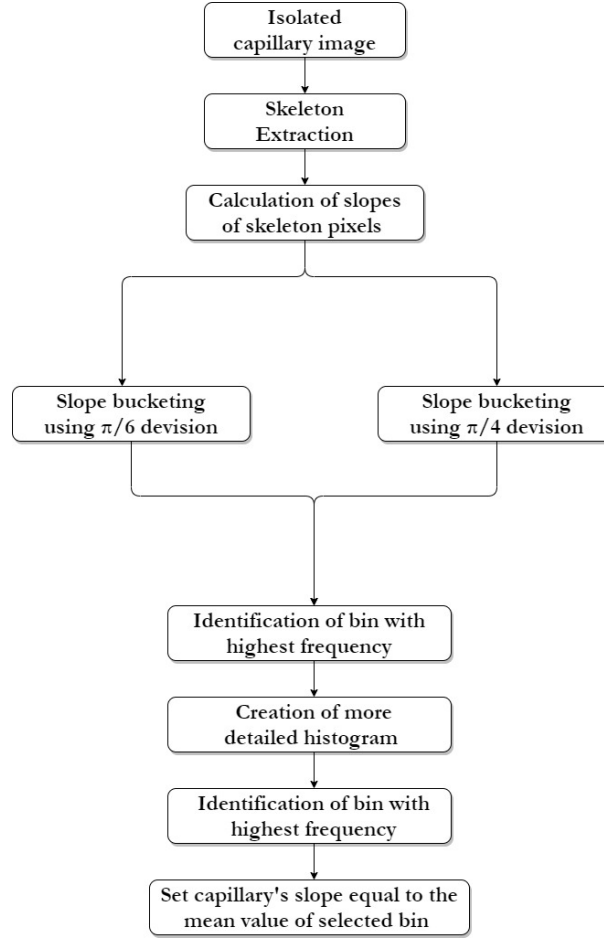 Isolated
capillary image
Skeleton
Extraction
Calculation of slopes
of skeleton pixels
Slope bucketing
using π/6 devision
Slope bucketing
using π/4 devision
Identification of bin with
highest frequency
Creation of more
detailed histogram
Identification of bin with
highest frequency
Set capillary's slope equal to the
mean value of selected bin